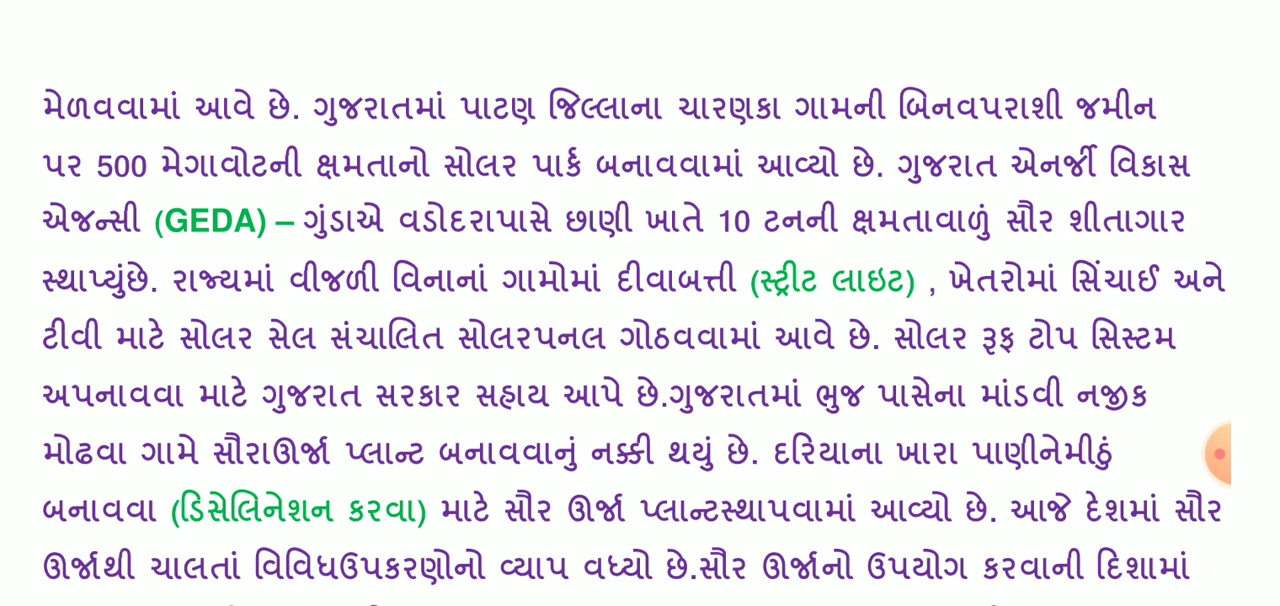 મેળવવામાં આવે છે. ગુજરાતમાં પાટણ જિલ્લાના ચારણકા ગામની બિનવપરાશી જમીન
પર 500 મેગાવોટની ક્ષમતાનો સોલર પાર્ક બનાવવામાં આવ્યો છે. ગુજરાત એનર્જી વિકાસ
એજન્સી (GEDA) – ગુંડાએ વડોદરાપાસે છાણી ખાતે 10 ટનની ક્ષમતાવાળું સૌર શીતાગાર
સ્થાપ્યુંછે. રાજ્યમાં વીજળી વિનાનાં ગામોમાં દીવાબત્તી (સ્ટ્રીટ લાઇટ) , ખેતરોમાં સિંચાઈ અને
ટીવી માટે સોલર સેલ સંચાલિત સોલરપનલ ગોઠવવામાં આવે છે. સોલર રૂફ ટોપ સિસ્ટમ
અપનાવવા માટે ગુજરાત સરકાર સહાય આપે છે.ગુજરાતમાં ભુજ પાસેના માંડવી નજીક
મોઢવા ગામે સૌરાઊર્જા પ્લાન્ટ બનાવવાનું નક્કી થયું છે. દરિયાના ખારા પાણીનેમીઠું
બનાવવા (ડિસેલિનેશન કરવા) માટે સૌર ઊર્જા પ્લાન્ટસ્થાપવામાં આવ્યો છે. આજે દેશમાં સૌર
ઊર્જાથી ચાલતાં વિવિધઉપકરણોનો વ્યાપ વધ્યો છે.સૌર ઊર્જાનો ઉપયોગ કરવાની દિશામાં